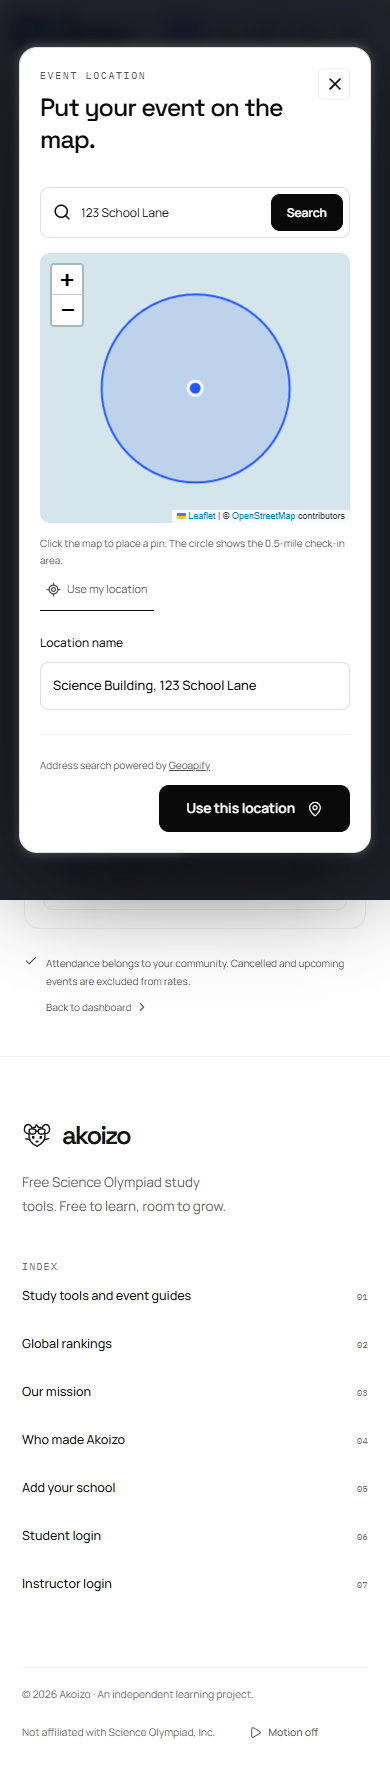 EVENT LOCATION
Put your event on the
map.
123 School Lane
Search
+
−
Leaflet | © OpenStreetMap contributors
Click the map to place a pin. The circle shows the 0.5-mile check-in
area.
Use my location
Location name
Science Building, 123 School Lane
Address search powered by Geoapify
Use this location
Attendance belongs to your community. Cancelled and upcoming
events are excluded from rates.
Back to dashboard
akoizo
Free Science Olympiad study
tools. Free to learn, room to grow.
INDEX
Study tools and event guides 01
Global rankings 02
Our mission 03
Who made Akoizo 04
Add your school 05
Student login 06
Instructor login 07
© 2026 Akoizo · An independent learning project.
Not affiliated with Science Olympiad, Inc. Motion off